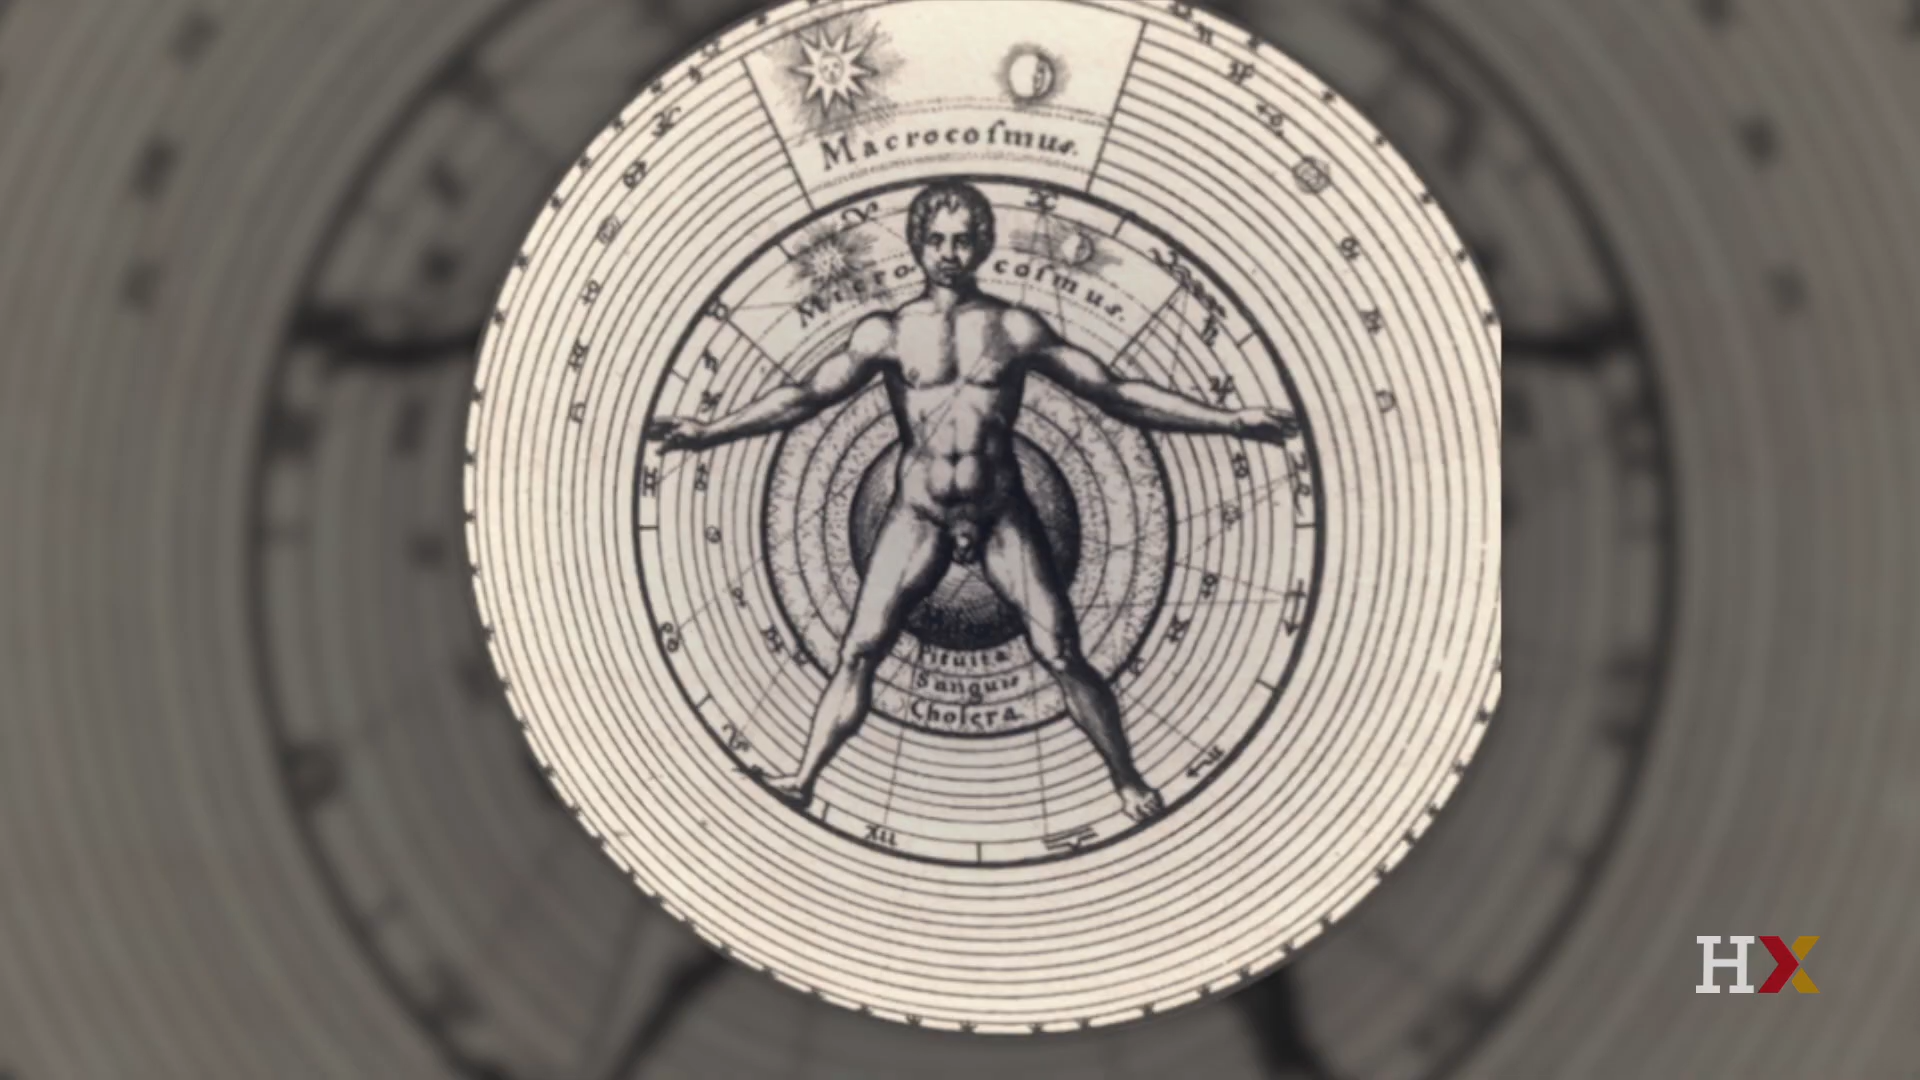 Macrocoſmus.
Micro coſmus.
Pituita
Sanguis
Cholera.
HX